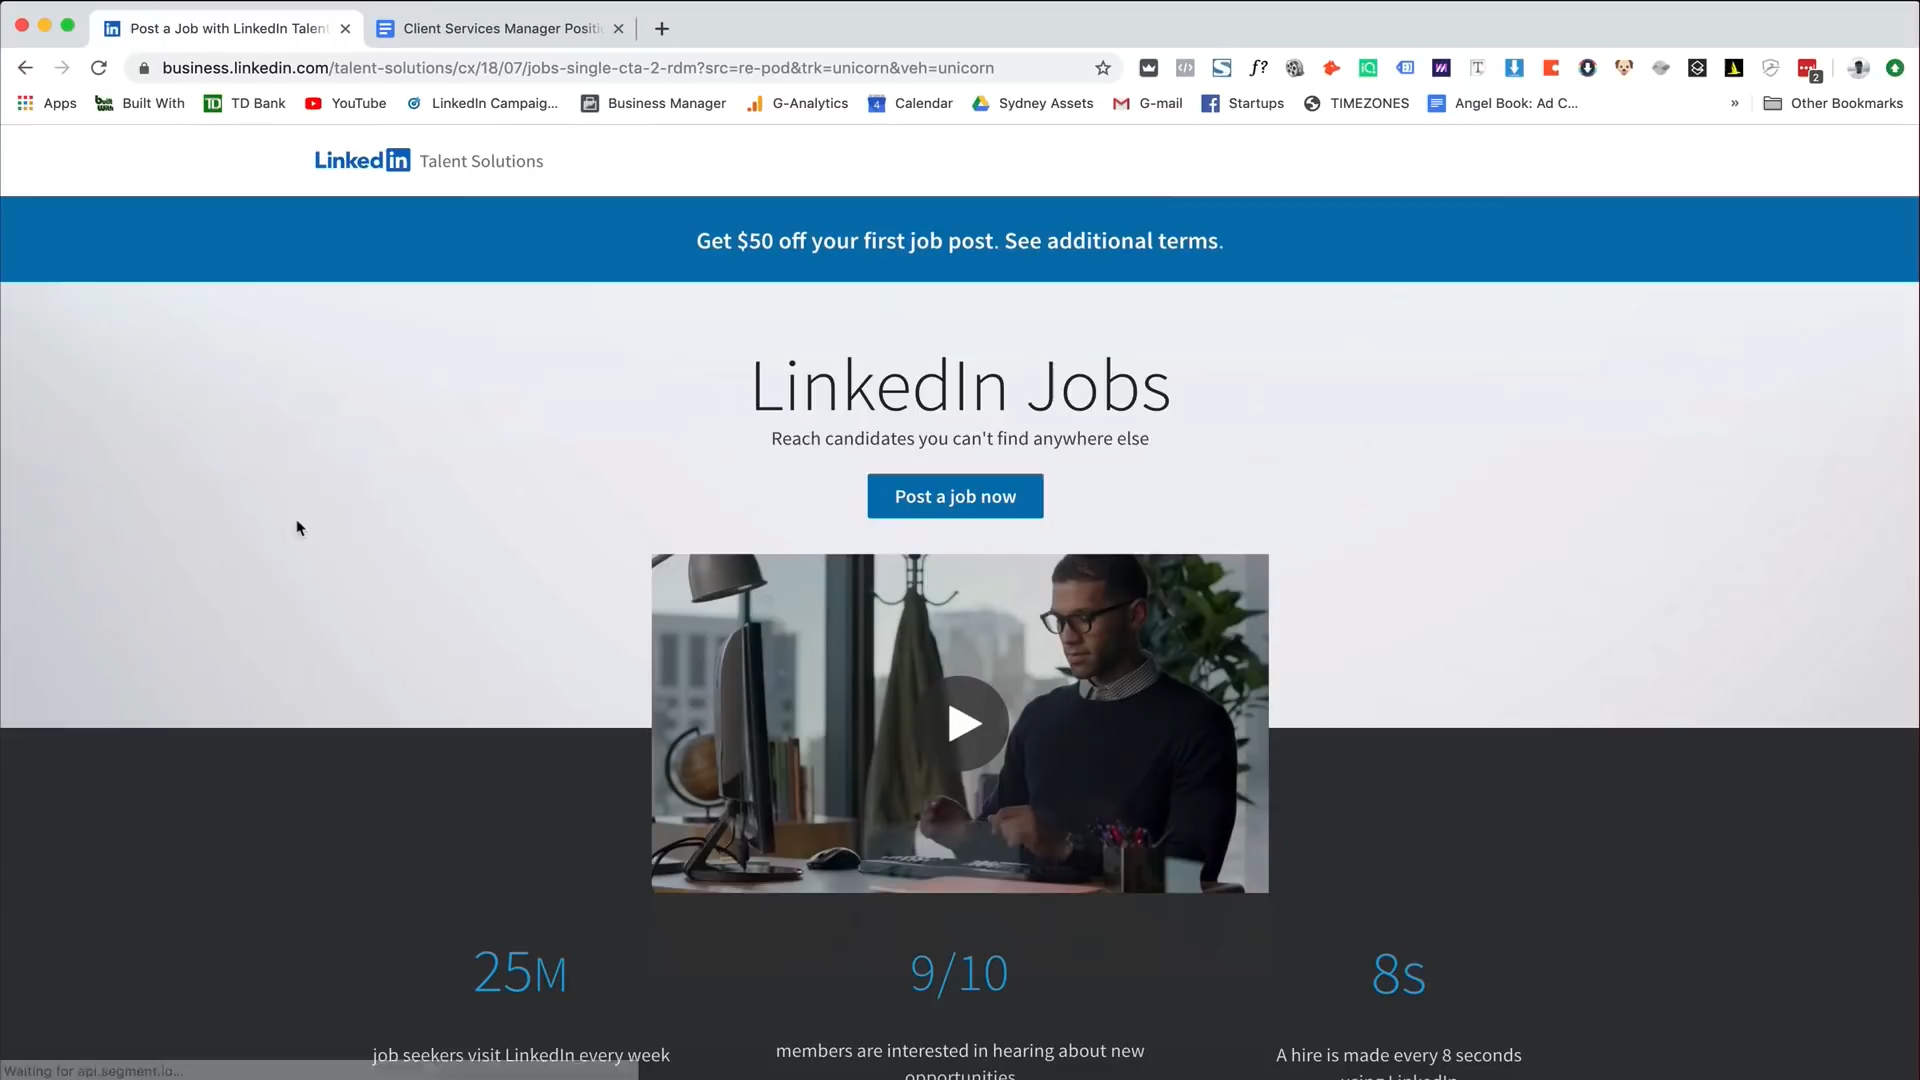 Post a Job with LinkedIn Talen
Client Services Manager Positi
business.linkedin.com/talent-solutions/cx/18/07/jobs-single-cta-2-rdm?src=re-pod&trk=unicorn&veh=unicorn
Apps
Built With
TD Bank
YouTube
LinkedIn Campaig...
Business Manager
G-Analytics
Calendar
Sydney Assets
G-mail
Startups
TIMEZONES
Angel Book: Ad C...
Other Bookmarks
LinkedIn Talent Solutions
Get $50 off your first job post. See additional terms.
LinkedIn Jobs
Reach candidates you can't find anywhere else
Post a job now
25M
9/10
8s
job seekers visit LinkedIn every week
members are interested in hearing about new
opportunities
A hire is made every 8 seconds
using LinkedIn
Waiting for api.segment.io...